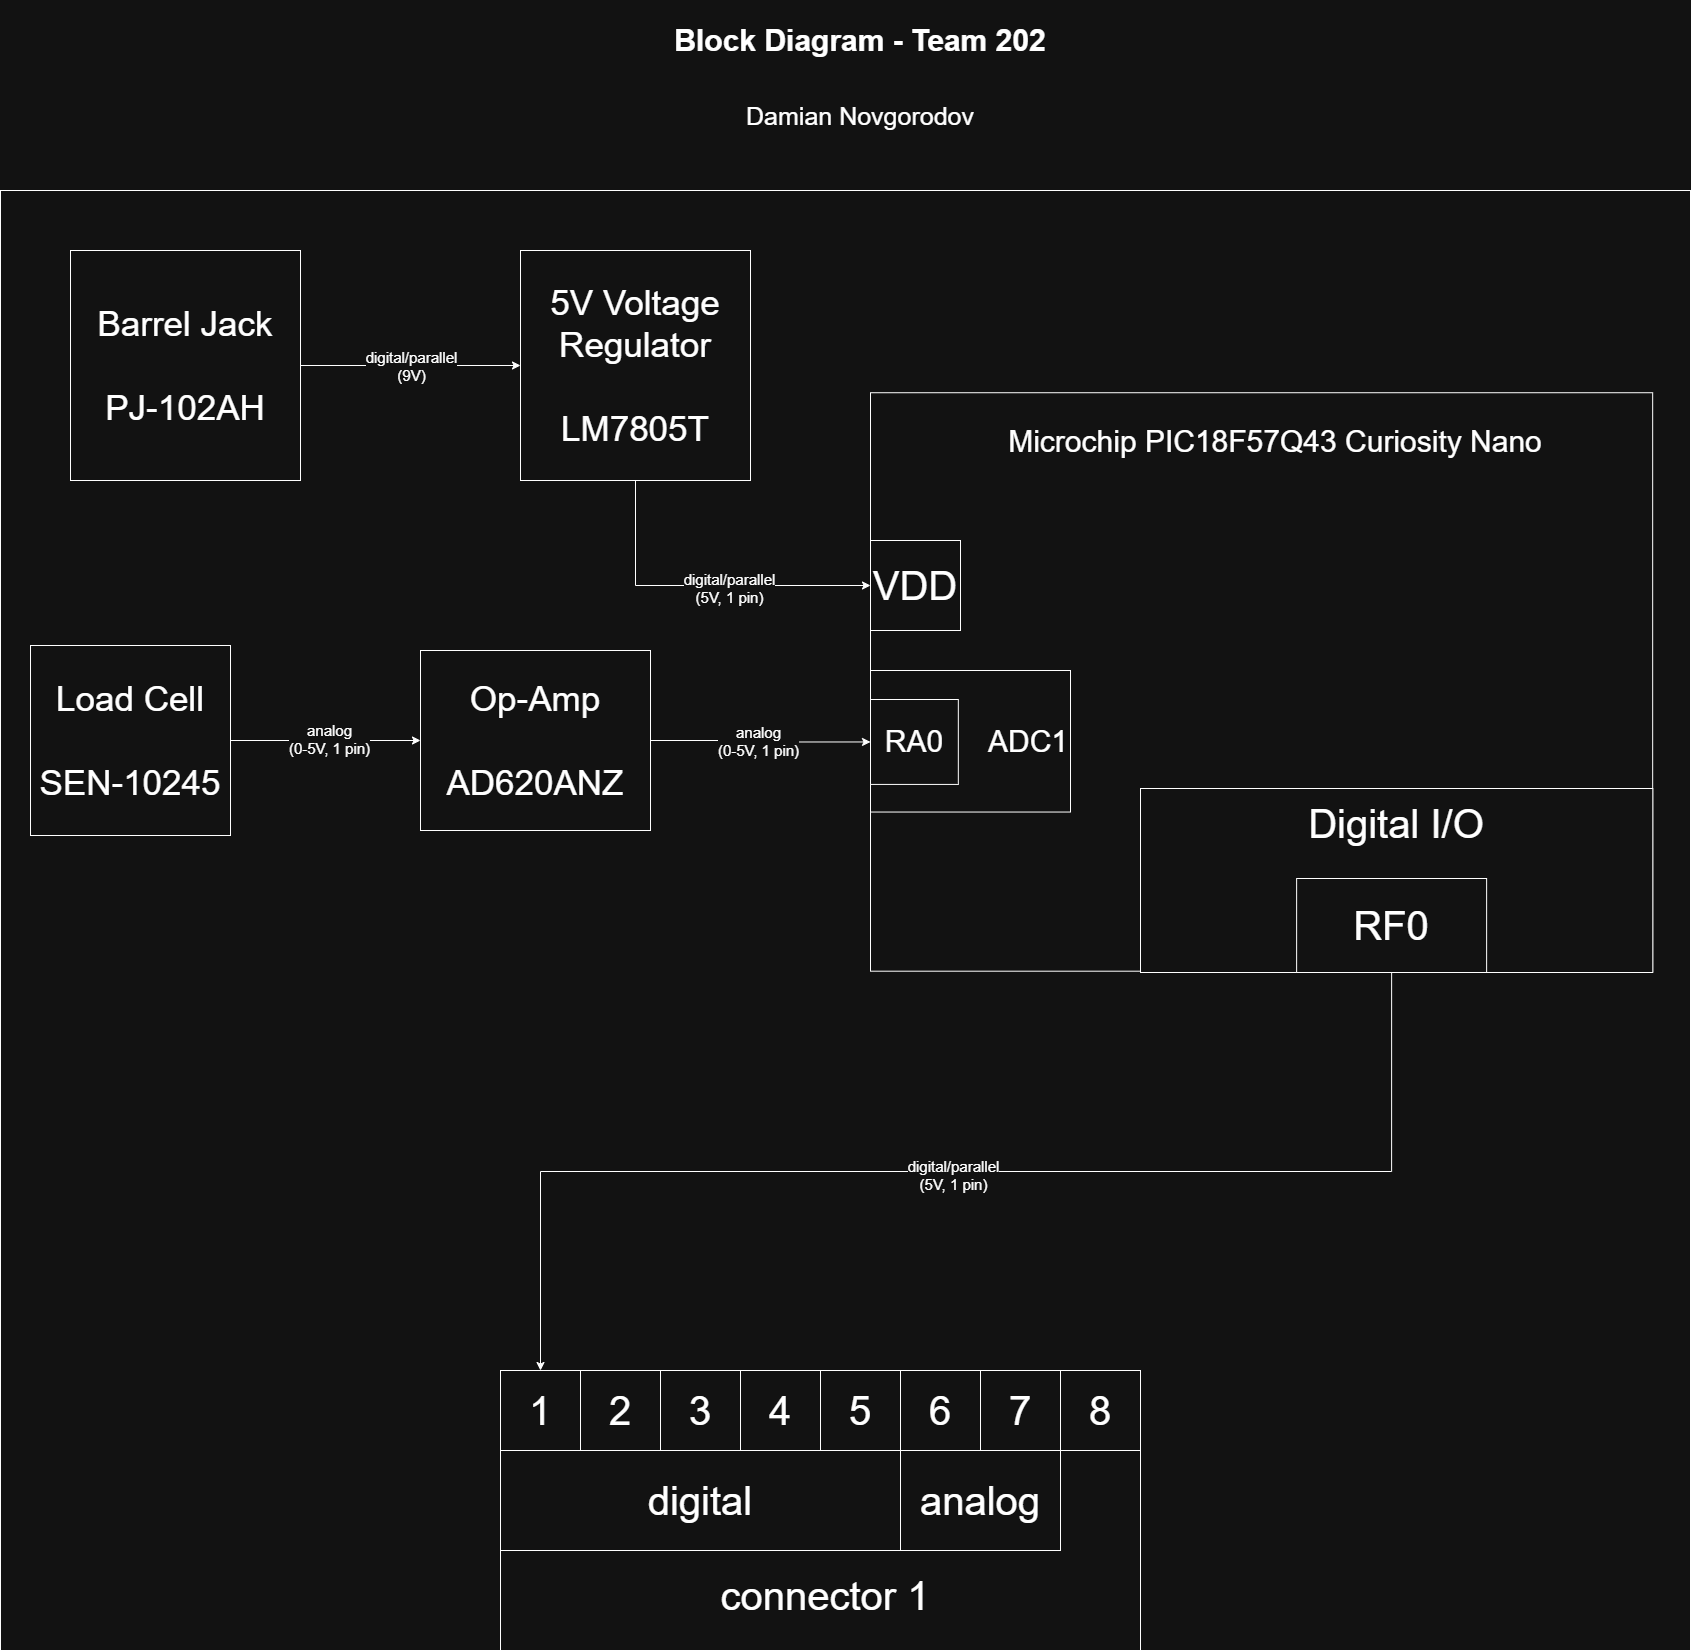 Block Diagram - Team 202
Damian Novgorodov
Barrel Jack
PJ-102AH
digital/parallel
(9V)
5V Voltage
Regulator
LM7805T
Microchip PIC18F57Q43 Curiosity Nano
digital/parallel
(5V, 1 pin)
VDD
Load Cell
SEN-10245
analog
(0-5V, 1 pin)
Op-Amp
AD620ANZ
analog
(0-5V, 1 pin)
RA0
ADC1
Digital I/O
RF0
digital/parallel
(5V, 1 pin)
1 2 3 4 5 6 7 8
digital analog
connector 1